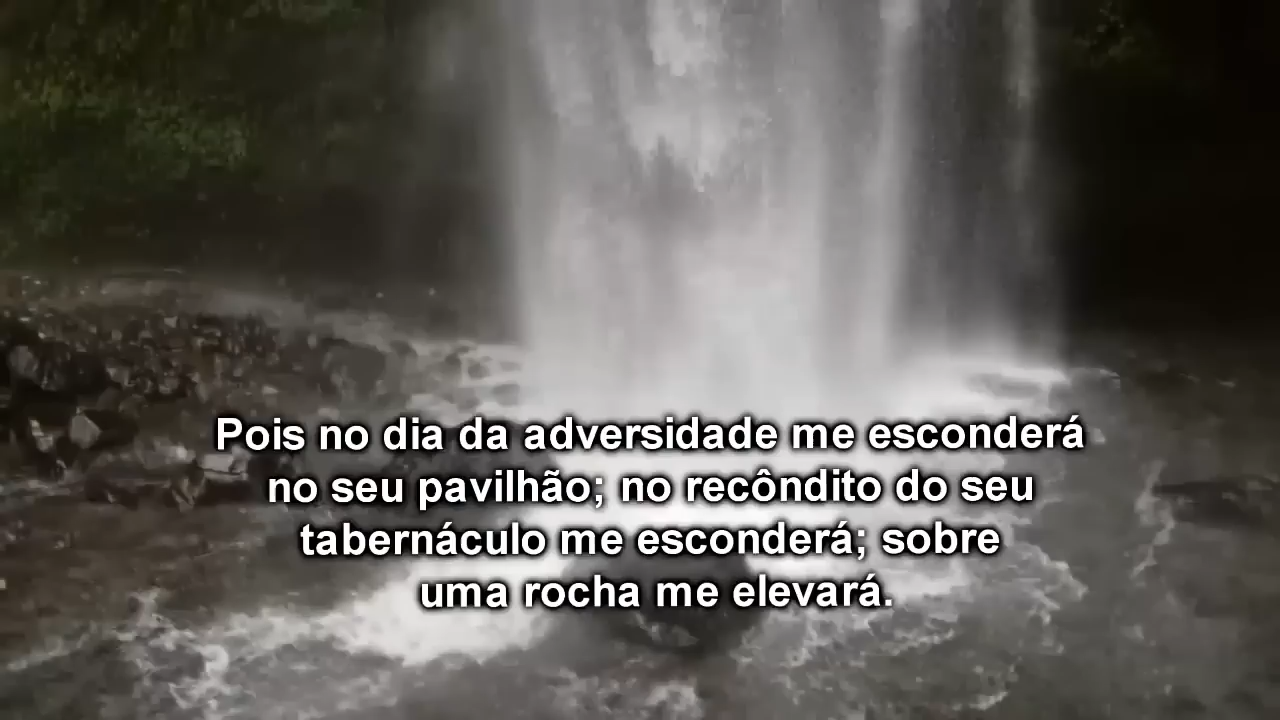 Pois no dia da adversidade me esconderá
no seu pavilhão; no recôndito do seu
tabernáculo me esconderá; sobre
uma rocha me elevará.